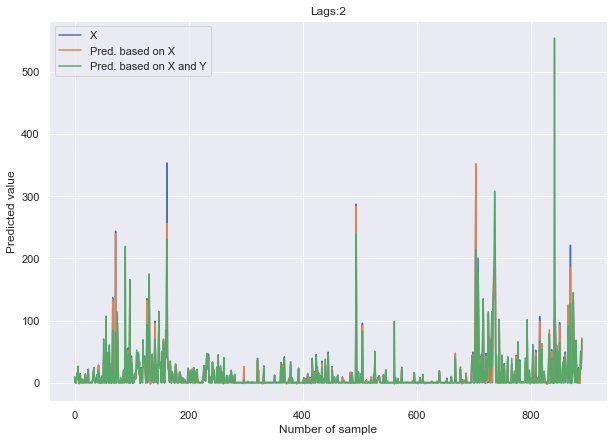 Lags:2
X
Pred. based on X
Pred. based on X and Y
500
400
300
200
100
0
Predicted value
0 200 400 600 800
Number of sample